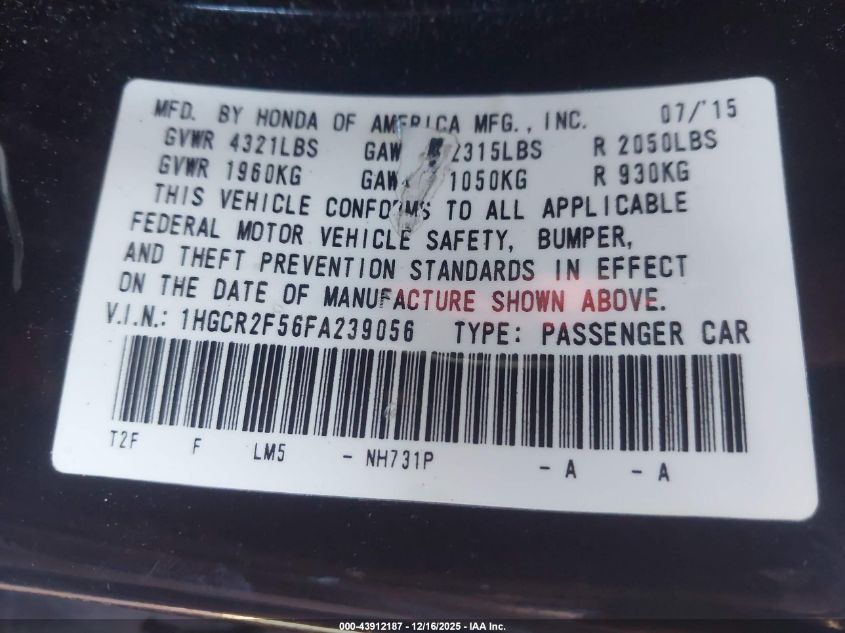 MFD. BY HONDA OF AMERICA MFG., INC. 07/'15
GVWR 4321LBS GAW 2315LBS R 2050LBS
GVWR 1960KG GAW 1050KG R 930KG
THIS VEHICLE CONFORMS TO ALL APPLICABLE
FEDERAL MOTOR VEHICLE SAFETY, BUMPER,
AND THEFT PREVENTION STANDARDS IN EFFECT
ON THE DATE OF MANUFACTURE SHOWN ABOVE.
V.I.N.: 1HGCR2F56FA239056 TYPE: PASSENGER CAR
T2F F LM5 - NH731P - A - A
000-43912187 - 12/16/2025 - IAA Inc.